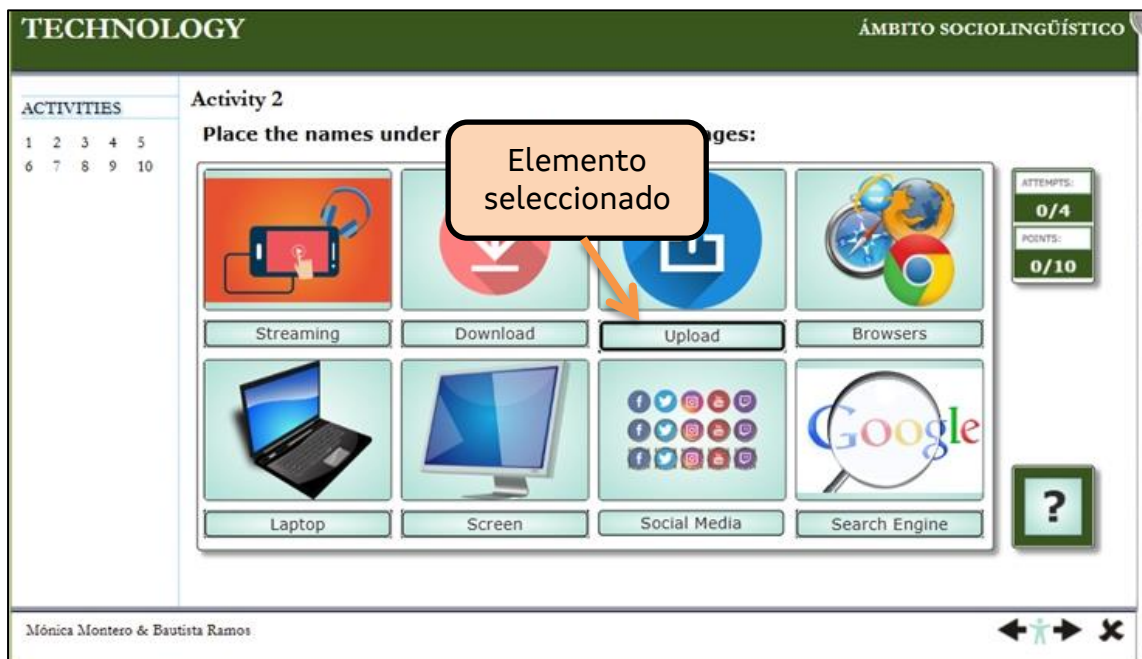 TECHNOLOGY
ÁMBITO SOCIOLINGÜÍSTICO
ACTIVITIES
1 2 3 4 5
6 7 8 9 10
Activity 2
Place the names under
ges:
Elemento
seleccionado
ATTEMPTS:
0/4
POINTS:
0/10
Streaming
Download
Upload
Browsers
Google
Laptop
Screen
Social Media
Search Engine
?
Mónica Montero & Bautista Ramos